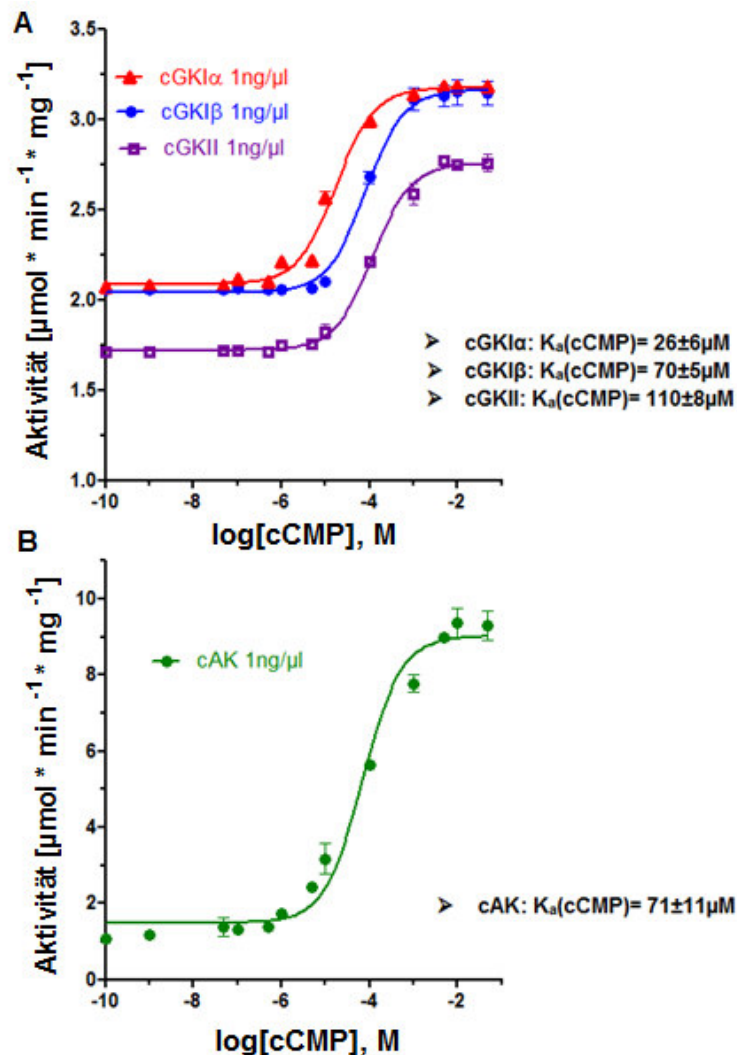 A
3.5
3.0
2.5
2.0
1.5
1.0
Aktivität [µmol * min⁻¹ * mg⁻¹]
cGKIα 1ng/µl
cGKIβ 1ng/µl
cGKII 1ng/µl
➢ cGKIα: Kₐ(cCMP)= 26±6µM
➢ cGKIβ: Kₐ(cCMP)= 70±5µM
➢ cGKII: Kₐ(cCMP)= 110±8µM
-10 -8 -6 -4 -2
log[cCMP], M
B
10
8
6
4
2
0
Aktivität [µmol * min⁻¹ * mg⁻¹]
cAK 1ng/µl
➢ cAK: Kₐ(cCMP)= 71±11µM
-10 -8 -6 -4 -2
log[cCMP], M